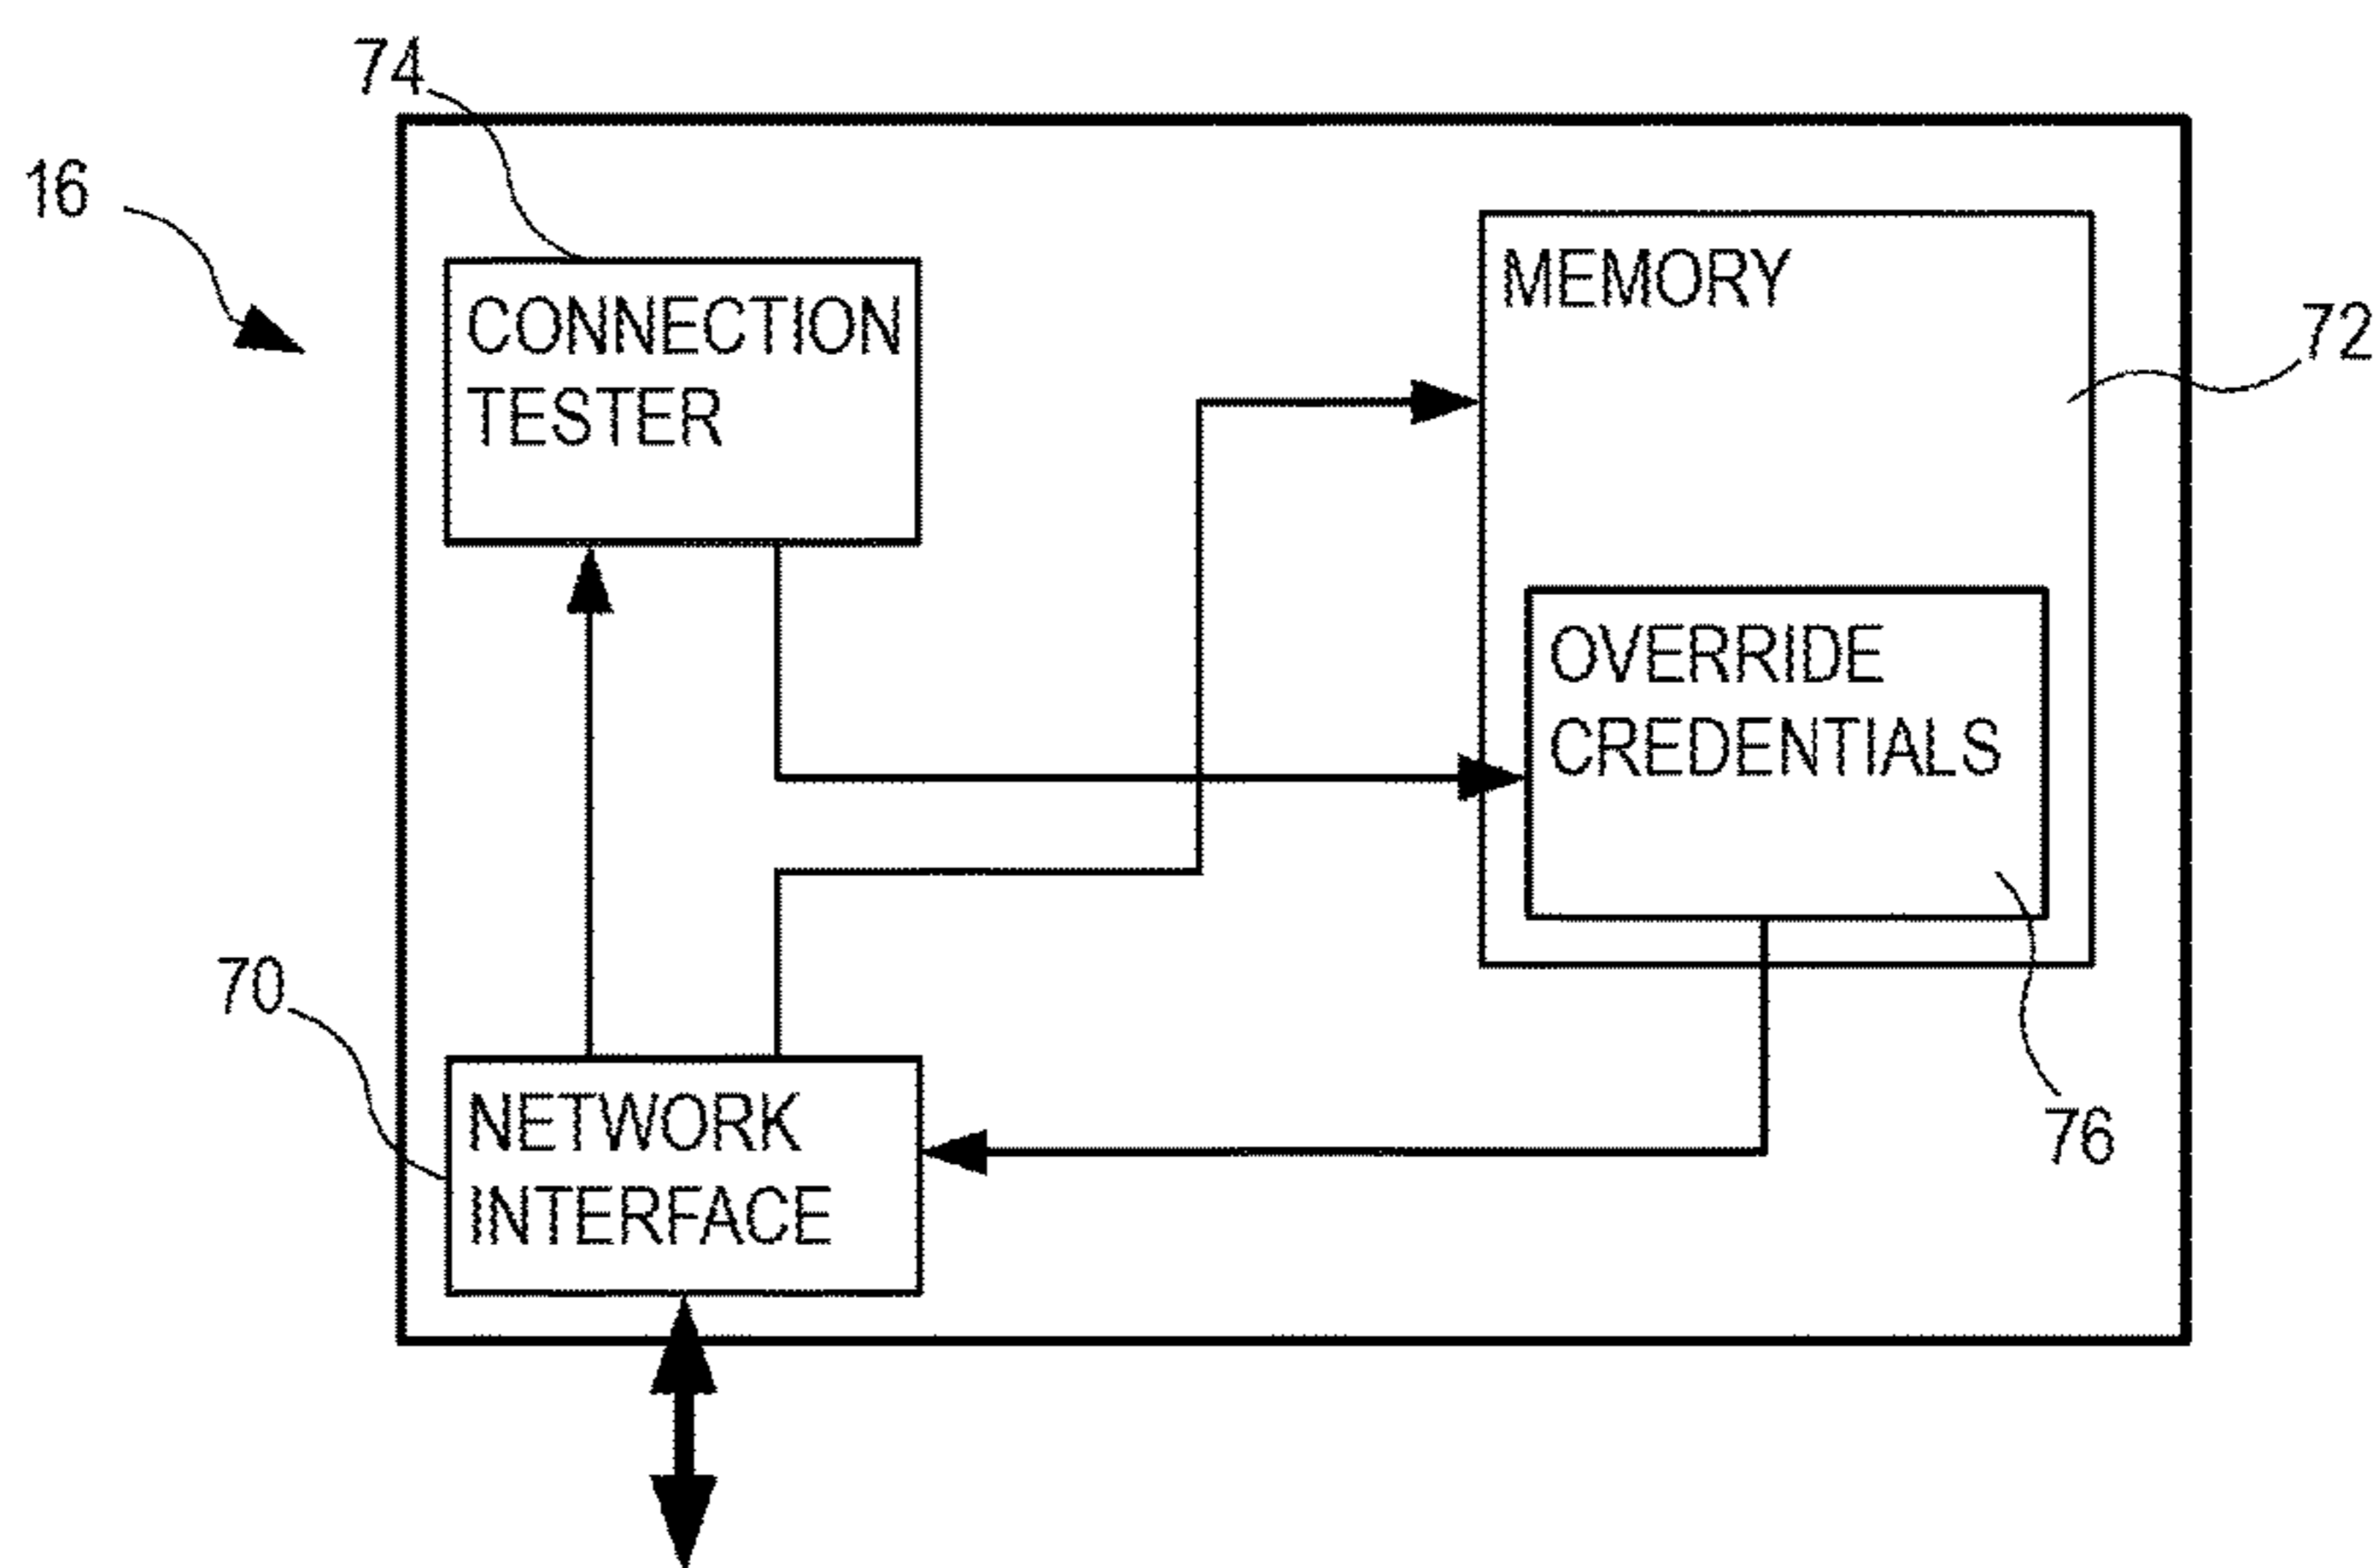 74
16
CONNECTION
TESTER
MEMORY
72
OVERRIDE
CREDENTIALS
70
NETWORK
INTERFACE
76